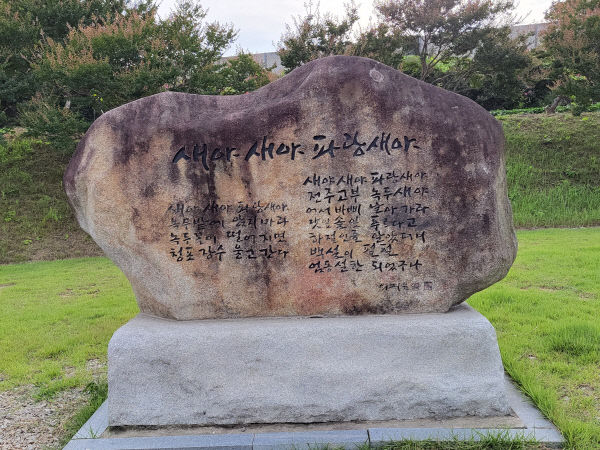 새야 새야 파랑새야
새야 새야 파랑새야
녹두밭에 앉지마라
녹두꽃이 떨어지면
청포장수 울고간다
새야 새야 파랑새야
전주고부 녹두새야
어서 바삐 날아가라
댓잎 솔잎 푸르다고
하절인줄 알았더니
백설이 펄펄
엄동설한 되었구나